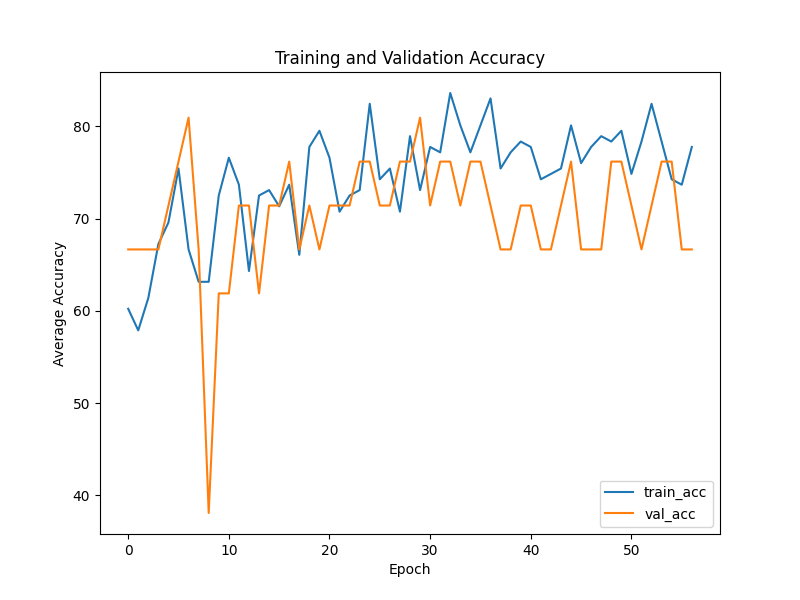 Training and Validation Accuracy
Average Accuracy
80
70
60
50
40
0 10 20 30 40 50
Epoch
train_acc
val_acc